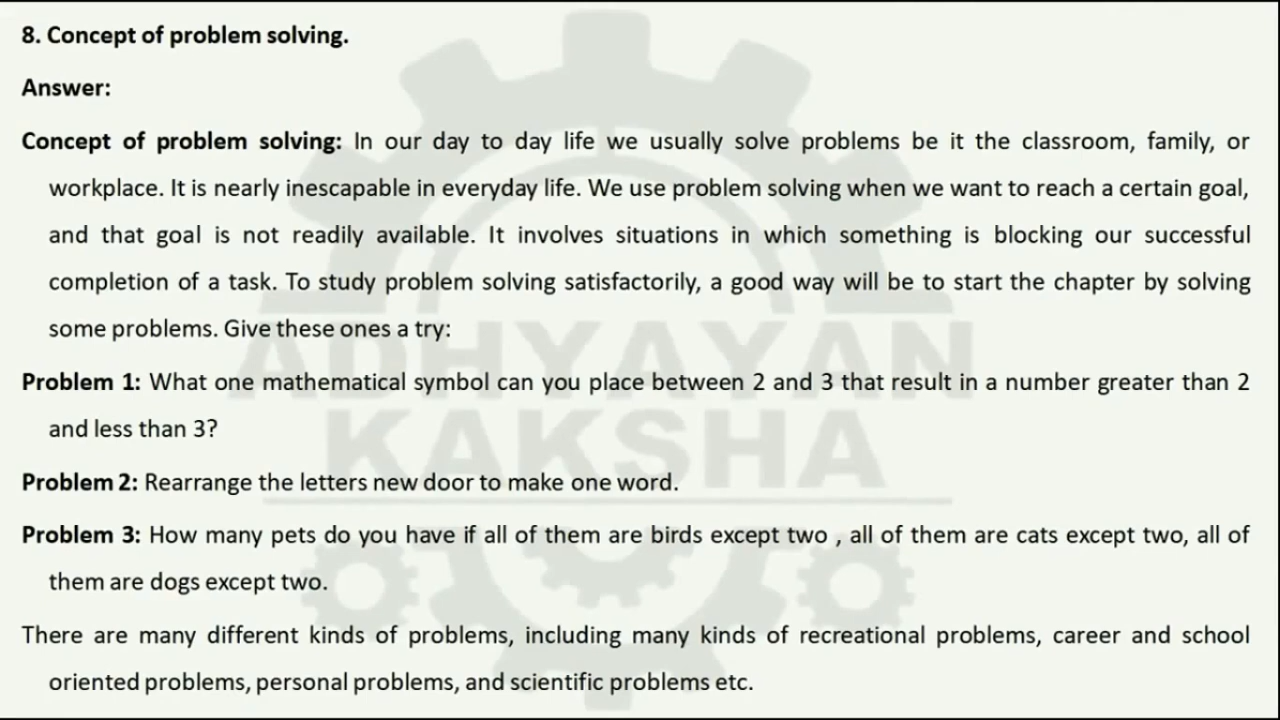 8. Concept of problem solving.
Answer:
Concept of problem solving: In our day to day life we usually solve problems be it the classroom, family, or
workplace. It is nearly inescapable in everyday life. We use problem solving when we want to reach a certain goal,
and that goal is not readily available. It involves situations in which something is blocking our successful
completion of a task. To study problem solving satisfactorily, a good way will be to start the chapter by solving
some problems. Give these ones a try:
Problem 1: What one mathematical symbol can you place between 2 and 3 that result in a number greater than 2
and less than 3?
Problem 2: Rearrange the letters new door to make one word.
Problem 3: How many pets do you have if all of them are birds except two , all of them are cats except two, all of
them are dogs except two.
There are many different kinds of problems, including many kinds of recreational problems, career and school
oriented problems, personal problems, and scientific problems etc.
ADHYAYAN
KAKSHA